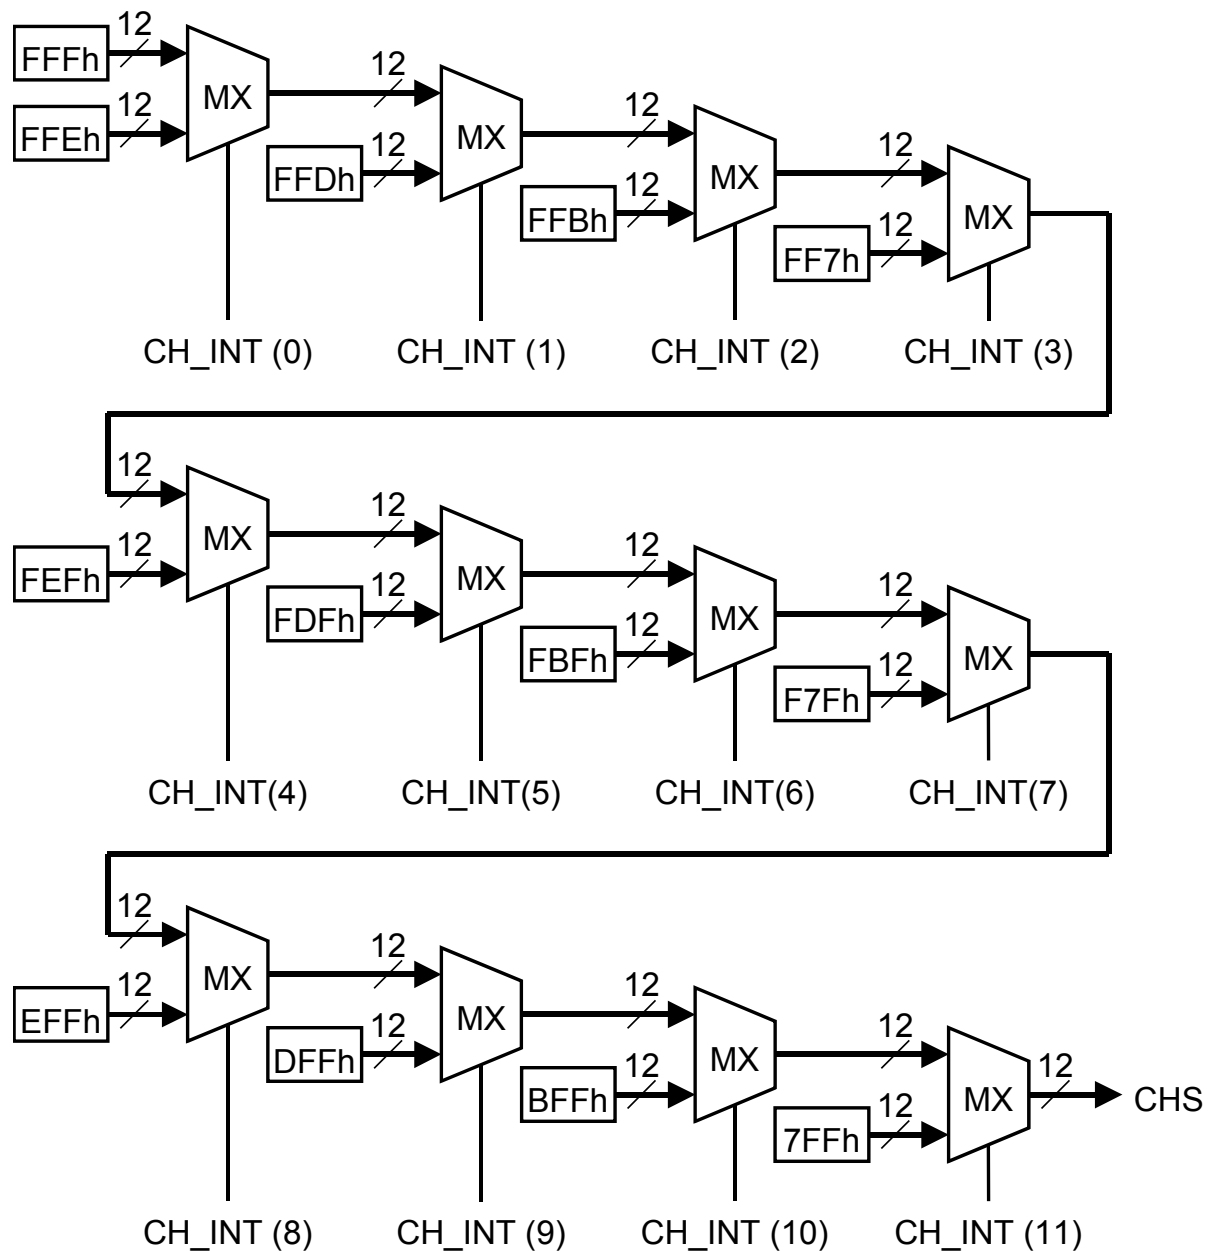 12
FFFh
MX
12
FFEh
12
MX
12
FFDh
12
MX
12
FFBh
12
MX
12
FF7h
CH_INT (0)
CH_INT (1)
CH_INT (2)
CH_INT (3)
12
MX
12
FEFh
12
MX
12
FDFh
12
MX
12
FBFh
12
MX
12
F7Fh
CH_INT(4)
CH_INT(5)
CH_INT(6)
CH_INT(7)
12
MX
12
EFFh
12
MX
12
DFFh
12
MX
12
BFFh
12
MX
12
7FFh
12
CHS
CH_INT (8)
CH_INT (9)
CH_INT (10)
CH_INT (11)